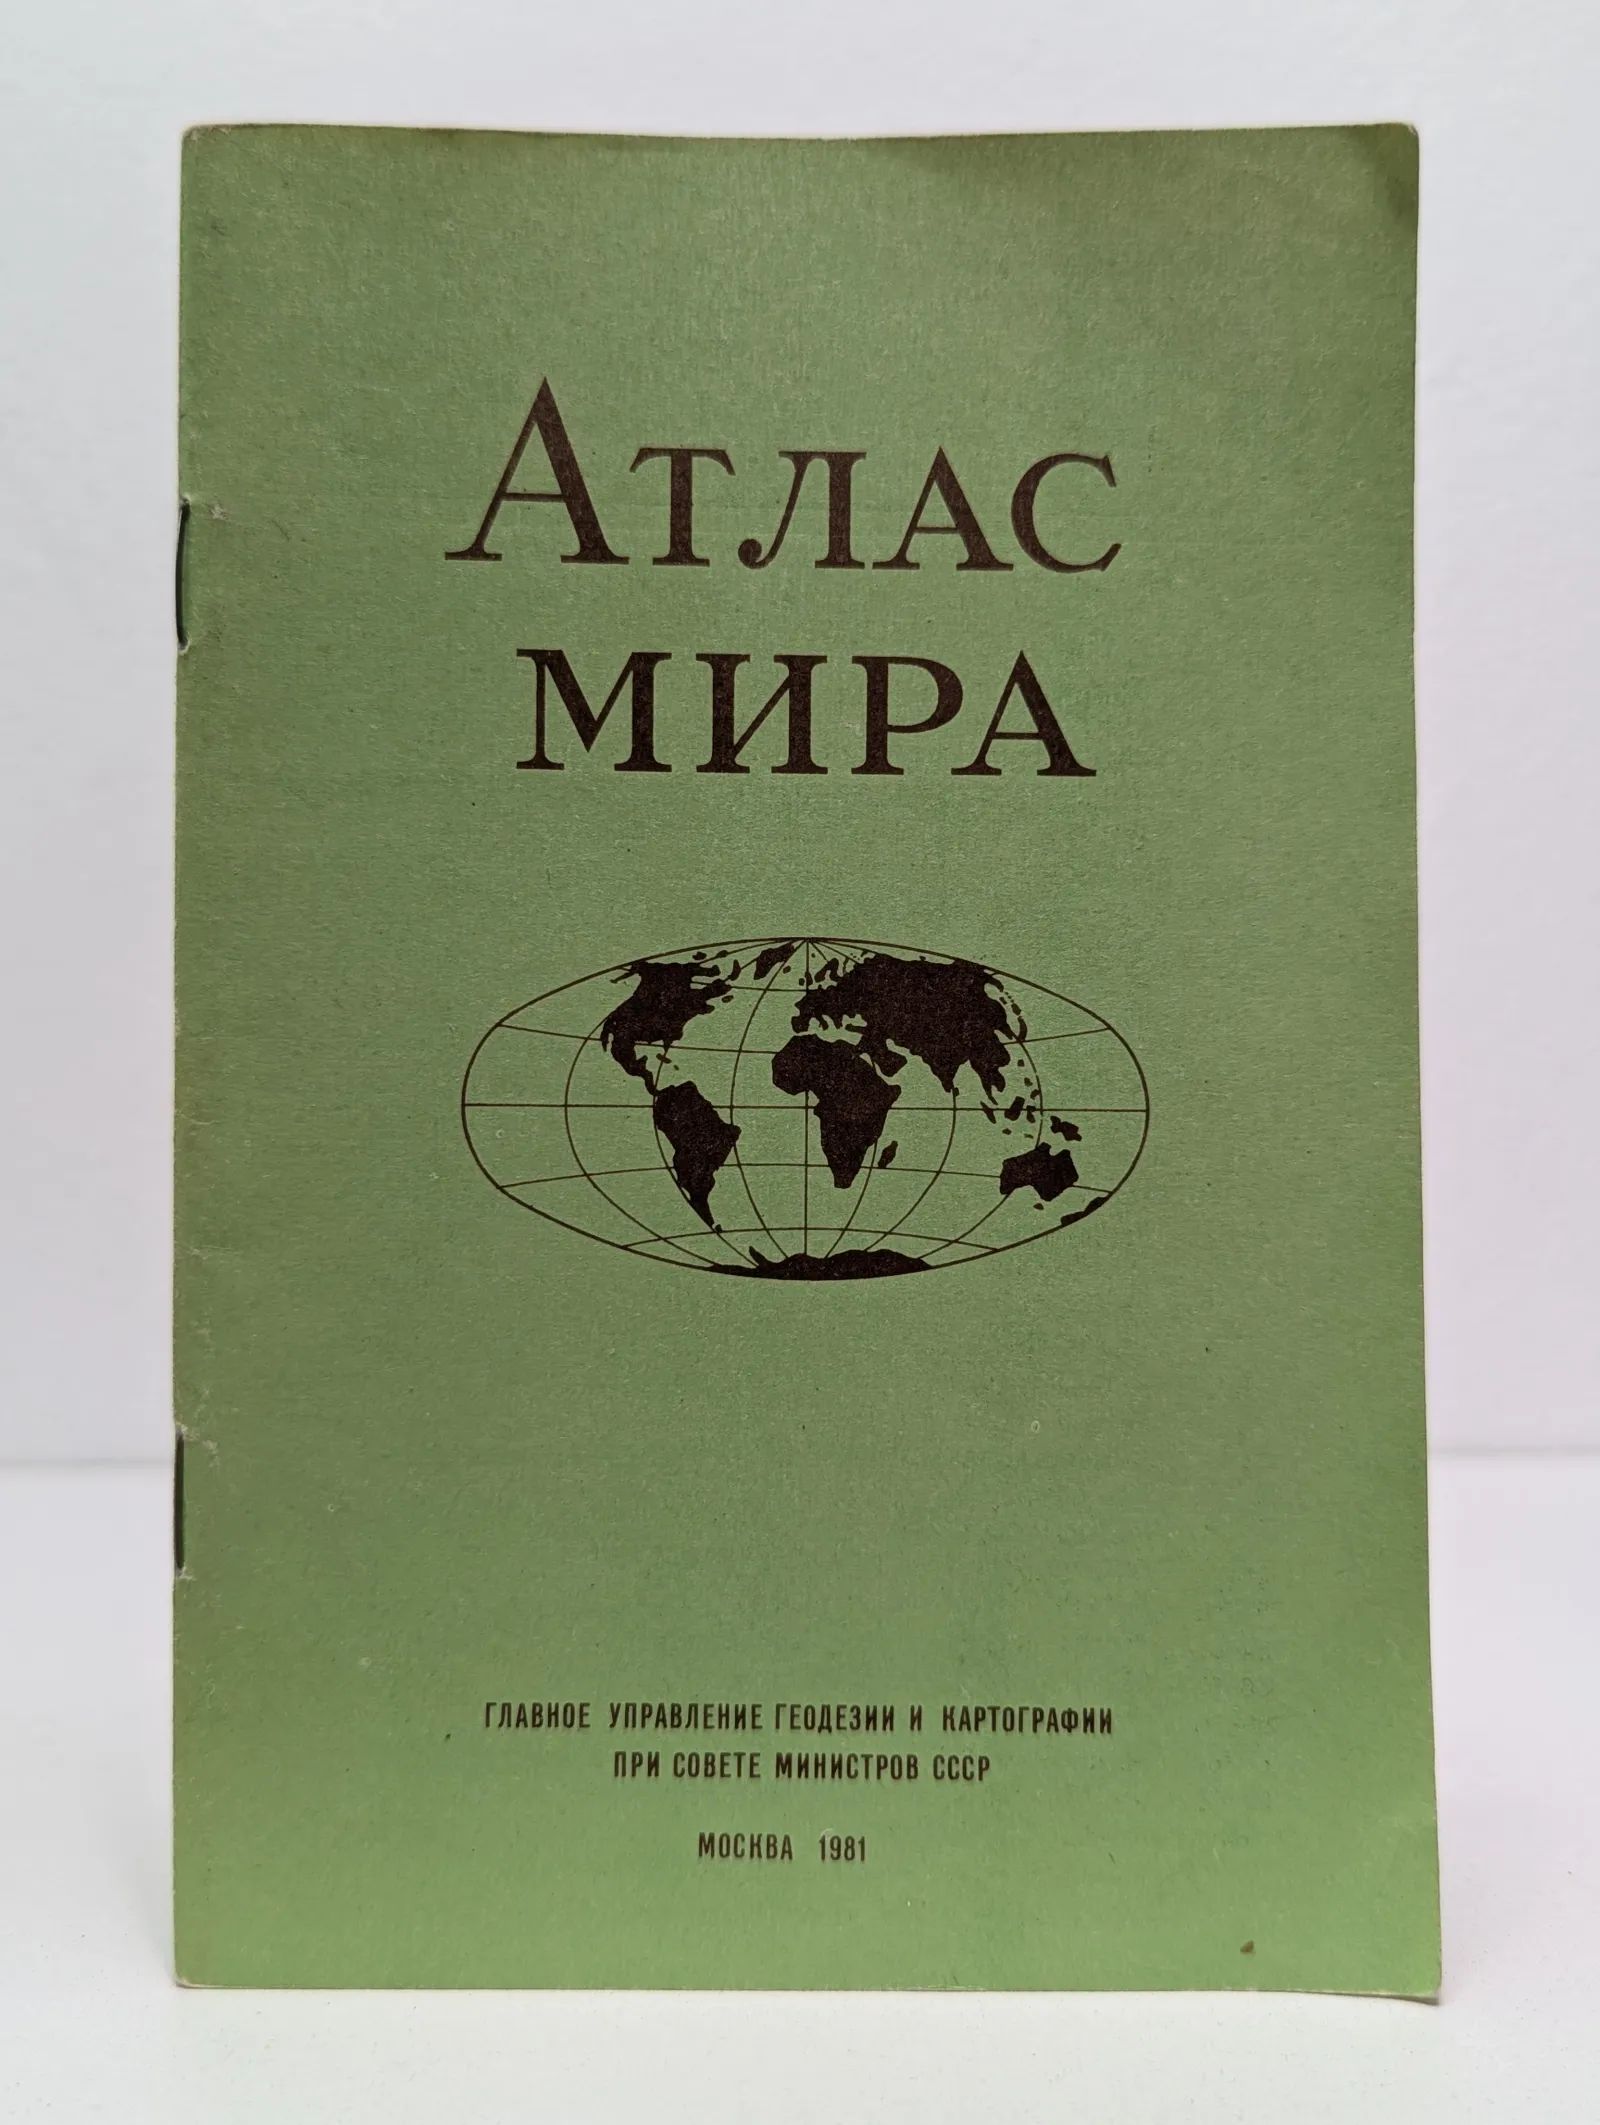 АТЛАС
МИРА
ГЛАВНОЕ УПРАВЛЕНИЕ ГЕОДЕЗИИ И КАРТОГРАФИИ
ПРИ СОВЕТЕ МИНИСТРОВ СССР
МОСКВА 1981